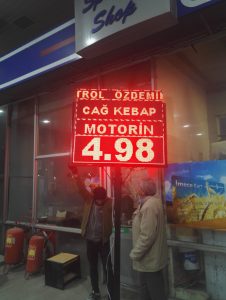 Shop
TROL ÖZDEMİ
CAĞ KEBAP
MOTORİN
4.98